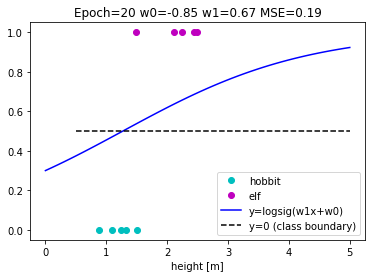 Epoch=20 w0=-0.85 w1=0.67 MSE=0.19
1.0
0.8
0.6
0.4
0.2
0.0
hobbit
elf
y=logsig(w1x+w0)
y=0 (class boundary)
0 1 2 3 4 5
height [m]